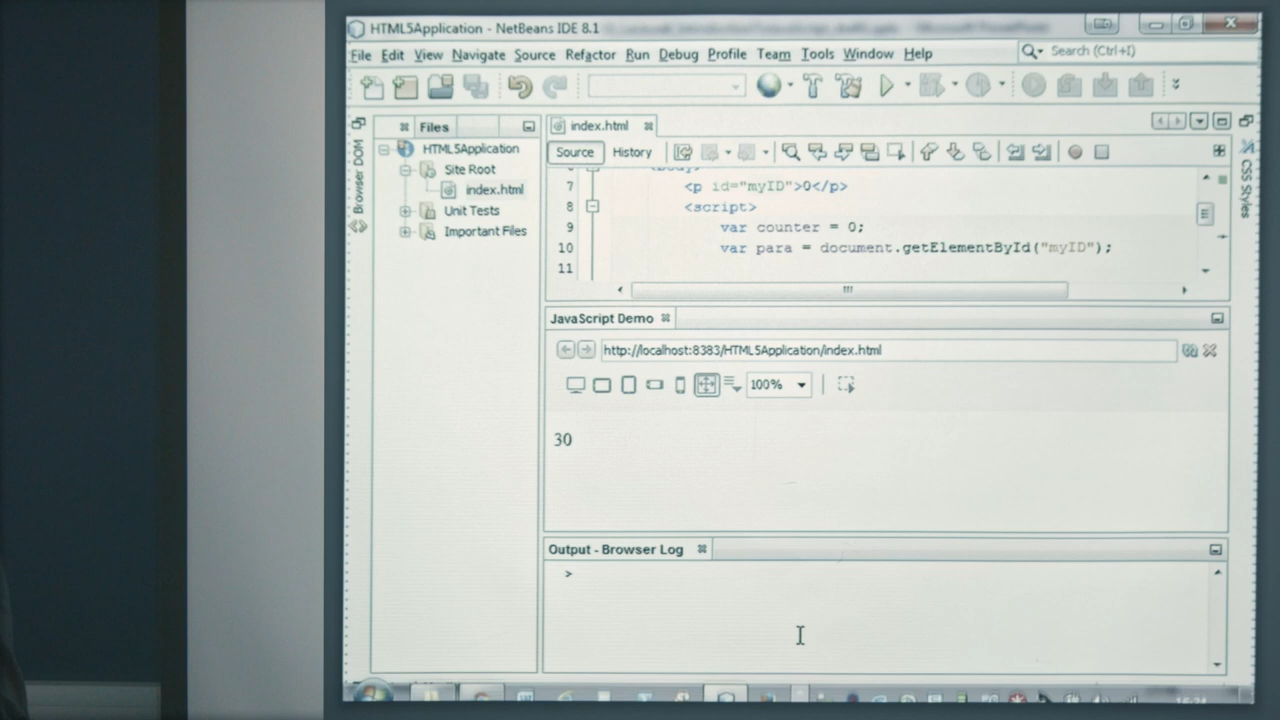 HTML5Application - NetBeans IDE 8.1
File Edit View Navigate Source Refactor Run Debug Profile Team Tools Window Help
Search (Ctrl+I)
Files
index.html
Browser DOM
HTML5Application
Site Root
index.html
Unit Tests
Important Files
Source History
CSS Styles
7 <p id="myID">0</p>
8 <script>
9 var counter = 0;
10 var para = document.getElementById("myID");
11
JavaScript Demo
http://localhost:8383/HTML5Application/index.html
100%
30
Output - Browser Log
>